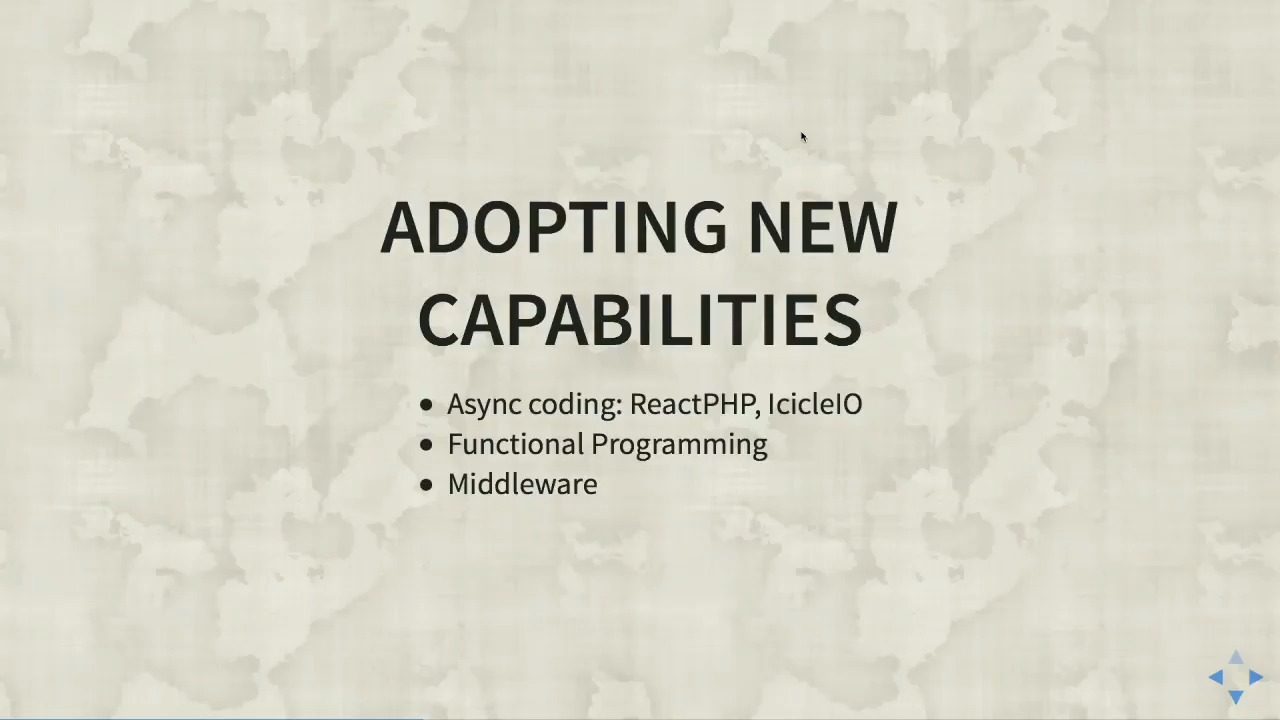 ADOPTING NEW
CAPABILITIES
Async coding: ReactPHP, IcicleIO
Functional Programming
Middleware